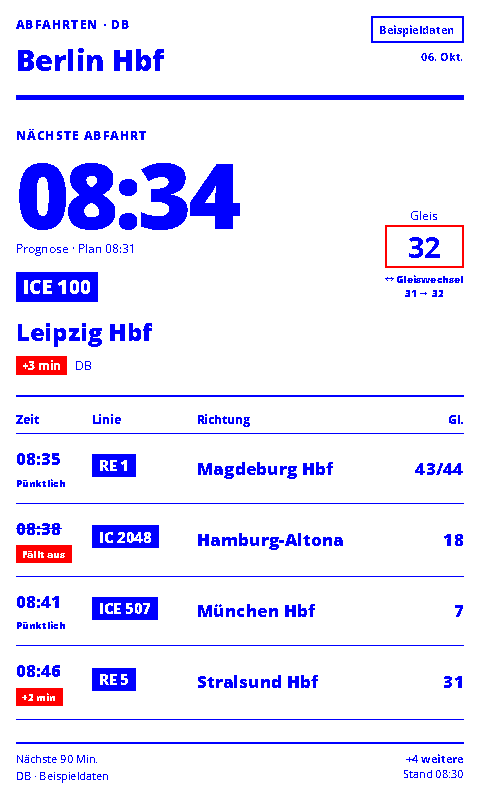 ABFAHRTEN · DB
Beispieldaten
Berlin Hbf
06. Okt.
NÄCHSTE ABFAHRT
08:34
Prognose · Plan 08:31
Gleis
32
↔ Gleiswechsel
31 → 32
ICE 100
Leipzig Hbf
+3 min DB
Zeit Linie Richtung Gl.
08:35 RE 1 Magdeburg Hbf 43/44
Pünktlich
08:38 IC 2048 Hamburg-Altona 18
Fällt aus
08:41 ICE 507 München Hbf 7
Pünktlich
08:46 RE 5 Stralsund Hbf 31
+2 min
Nächste 90 Min. +4 weitere
DB · Beispieldaten Stand 08:30